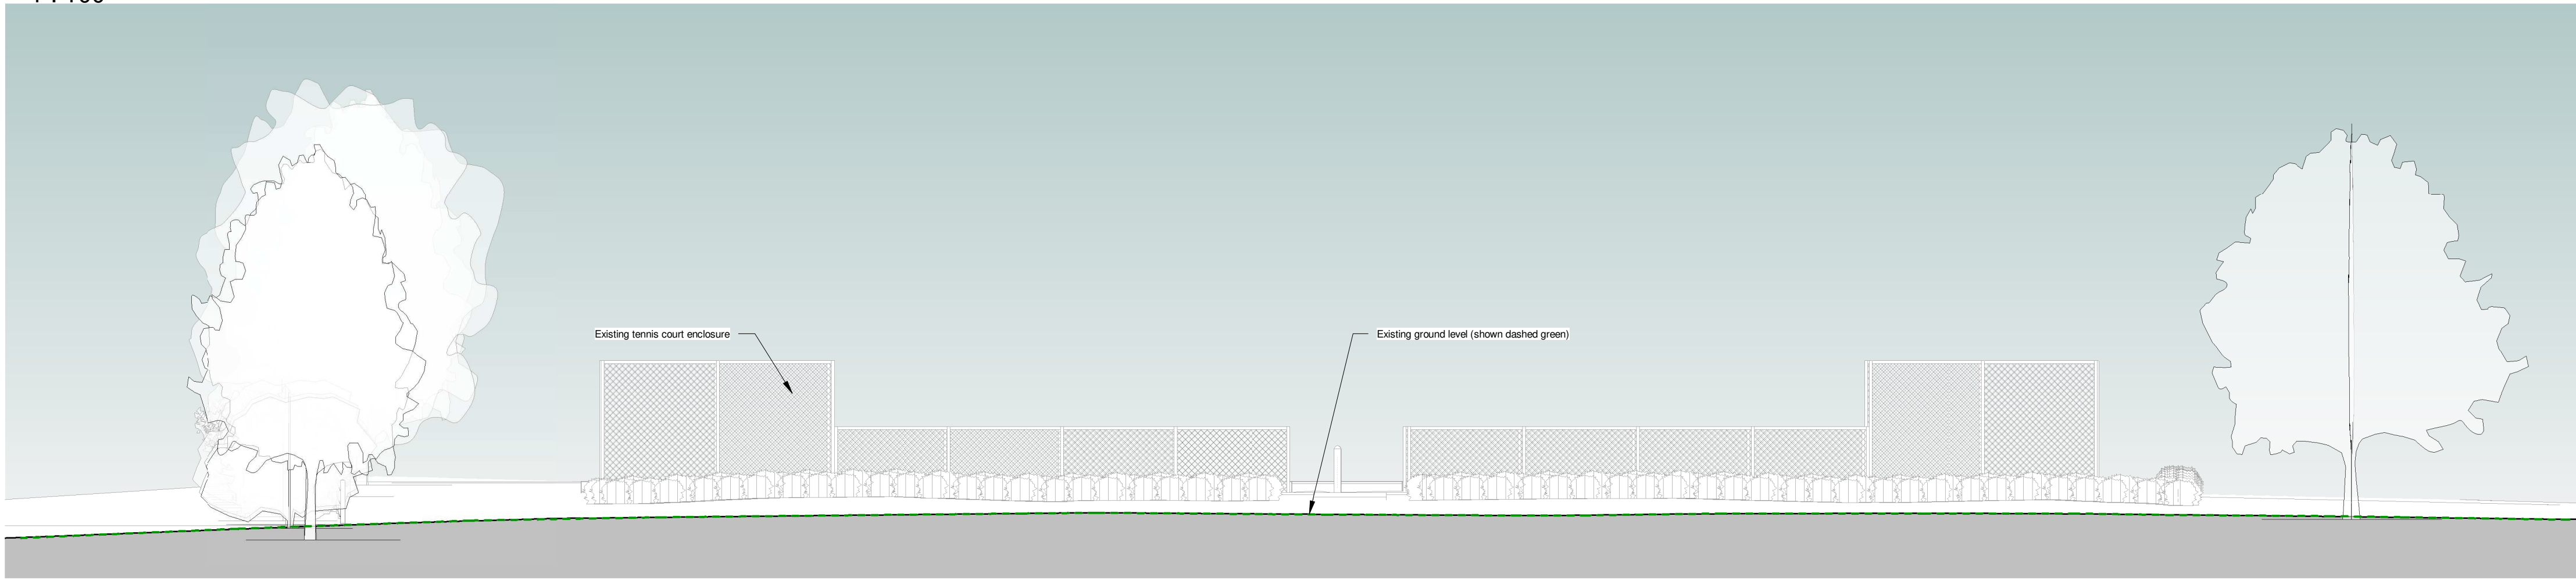 Existing tennis court enclosure
Existing ground level (shown dashed green)